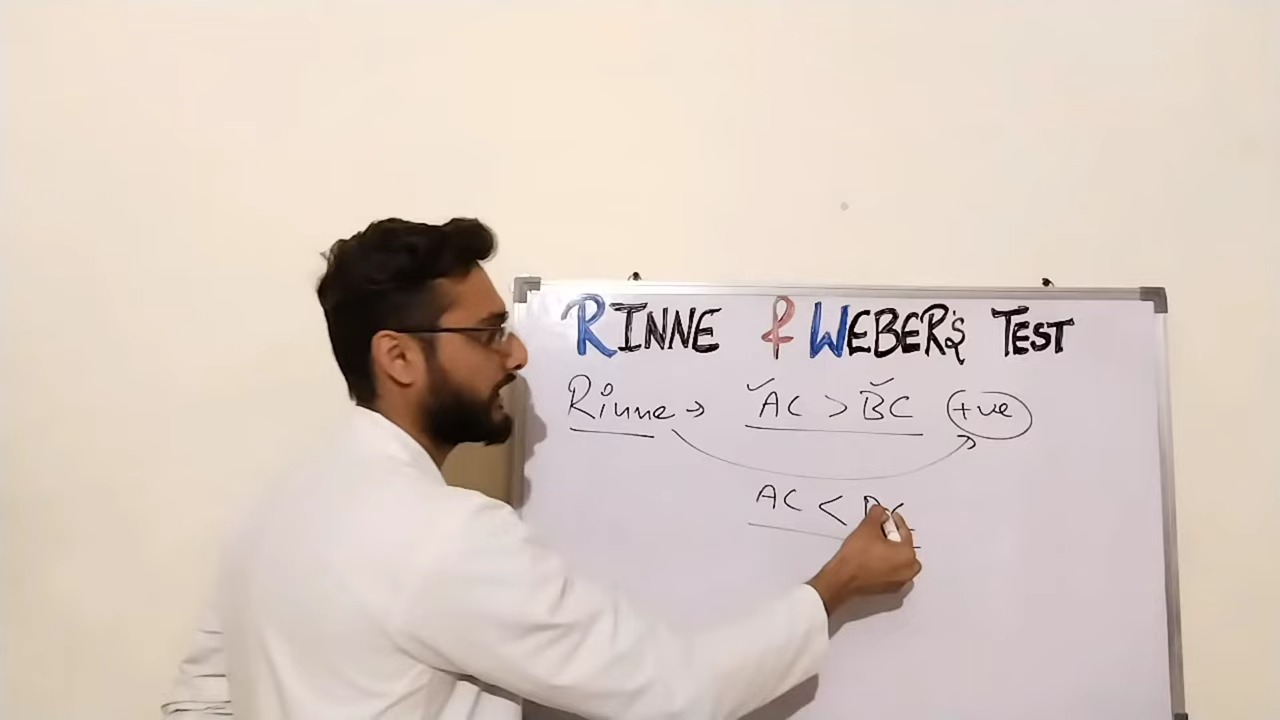 RINNE & WEBER'S TEST
Rinne → AC > BC +ve
AC <